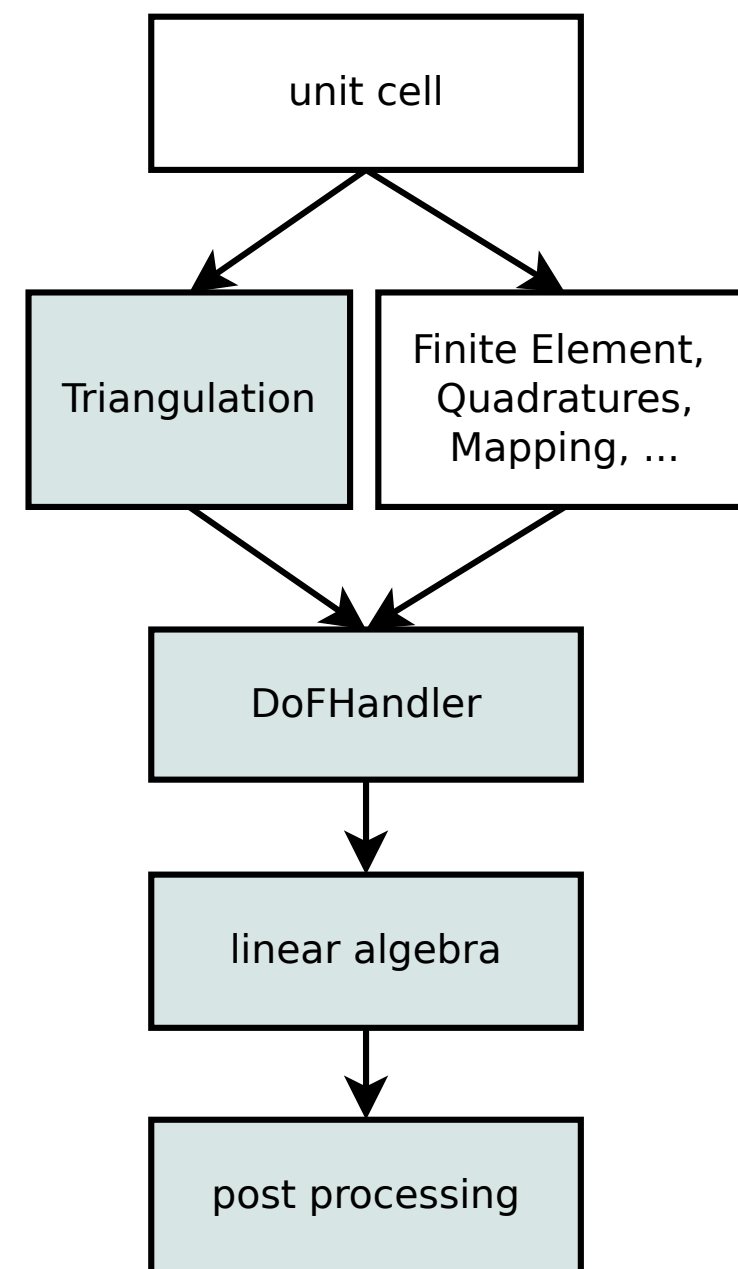 unit cell
Triangulation
Finite Element,
Quadratures,
Mapping, ...
DoFHandler
linear algebra
post processing